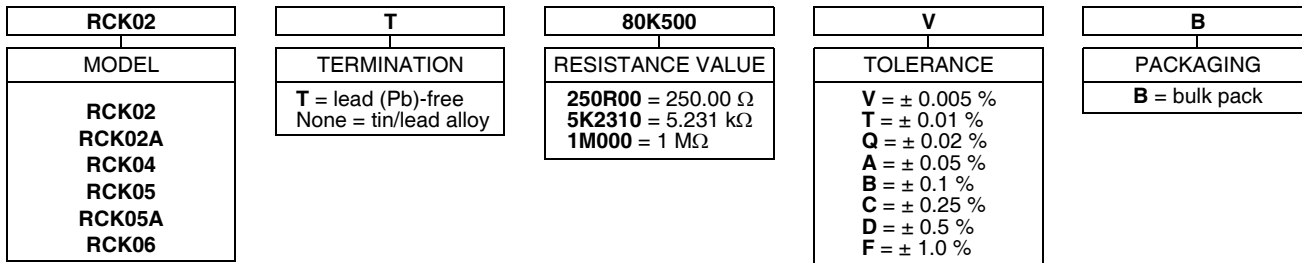 RCK02
T
80K500
V
B
MODEL
RCK02
RCK02A
RCK04
RCK05
RCK05A
RCK06
TERMINATION
T = lead (Pb)-free
None = tin/lead alloy
RESISTANCE VALUE
250R00 = 250.00 Ω
5K2310 = 5.231 kΩ
1M000 = 1 MΩ
TOLERANCE
V = ± 0.005 %
T = ± 0.01 %
Q = ± 0.02 %
A = ± 0.05 %
B = ± 0.1 %
C = ± 0.25 %
D = ± 0.5 %
F = ± 1.0 %
PACKAGING
B = bulk pack